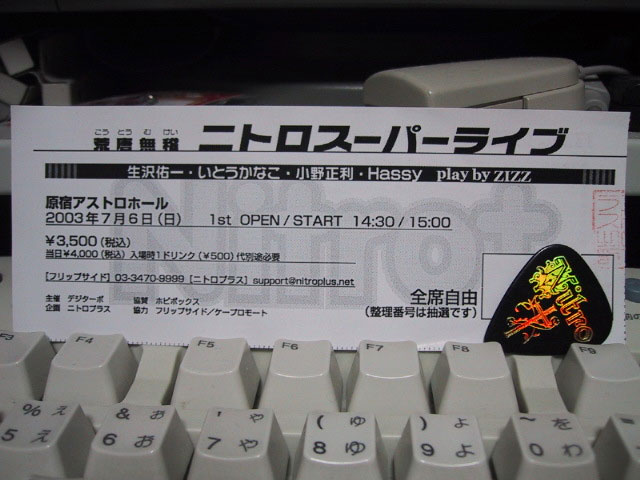 こう とう む けい
荒唐無稽 ニトロスーパーライブ
生沢佑一・いとうかなこ・小野正利・Hassy play by ZIZZ
原宿アストロホール
2003年7月6日(日) 1st OPEN / START 14:30 / 15:00
¥3,500(税込)
当日¥4,000(税込) 入場時1ドリンク(¥500)代別途必要
[フリップサイド] 03-3470-9999 [ニトロプラス] support@nitroplus.net
主催 デジターボ 協賛 ホビボックス
企画 ニトロプラス 協力 フリップサイド/ケープロモート
全席自由
(整理番号は抽選です)
Nitro
F3 F4 F5 F6 F7 F8 F9
% え & お ' や ( ゆ ) よ ~ を
5 え 6 お 7 や 8 ゆ 9 よ 0 わ